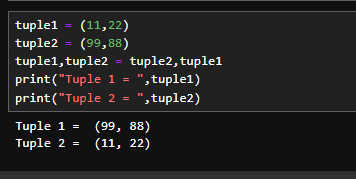 tuple1 = (11,22)
tuple2 = (99,88)
tuple1,tuple2 = tuple2,tuple1
print("Tuple 1 = ",tuple1)
print("Tuple 2 = ",tuple2)
Tuple 1 =  (99, 88)
Tuple 2 =  (11, 22)